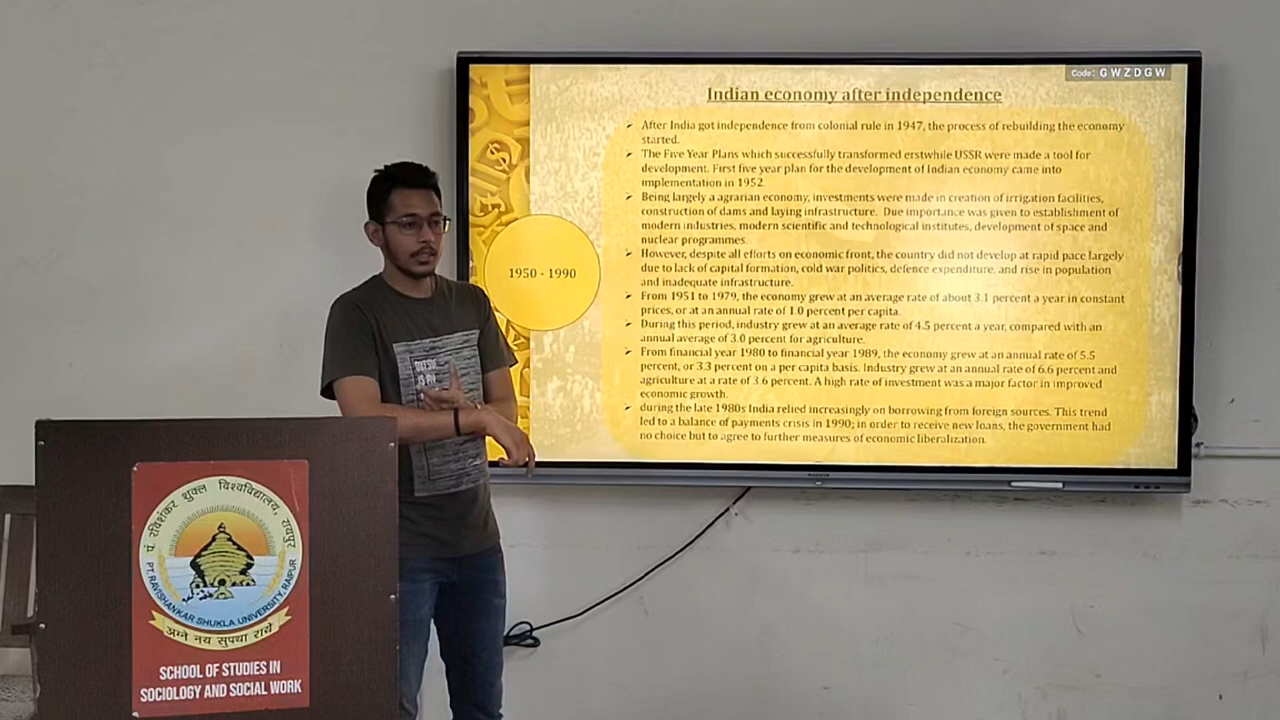 Code: GWZDGW
Indian economy after independence
➢ After India got independence from colonial rule in 1947, the process of rebuilding the economy
started.
➢ The Five Year Plans which successfully transformed erstwhile USSR were made a tool for
development. First five year plan for the development of Indian economy came into
implementation in 1952
➢ Being largely a agrarian economy, investments were made in creation of irrigation facilities,
construction of dams and laying infrastructure. Due importance was given to establishment of
modern industries, modern scientific and technological institutes, development of space and
nuclear programmes.
➢ However, despite all efforts on economic front, the country did not develop at rapid pace largely
due to lack of capital formation, cold war politics, defence expenditure, and rise in population
and inadequate infrastructure.
➢ From 1951 to 1979, the economy grew at an average rate of about 3.1 percent a year in constant
prices, or at an annual rate of 1.0 percent per capita.
➢ During this period, industry grew at an average rate of 4.5 percent a year, compared with an
annual average of 3.0 percent for agriculture.
➢ From financial year 1980 to financial year 1989, the economy grew at an annual rate of 5.5
percent, or 3.3 percent on a per capita basis. Industry grew at an annual rate of 6.6 percent and
agriculture at a rate of 3.6 percent. A high rate of investment was a major factor in improved
economic growth.
➢ during the late 1980s India relied increasingly on borrowing from foreign sources. This trend
led to a balance of payments crisis in 1990; in order to receive new loans, the government had
no choice but to agree to further measures of economic liberalization.
1950 - 1990
OUTSIDE
IS
पं. रविशंकर शुक्ल विश्वविद्यालय, रायपुर
PT. RAVISHANKAR SHUKLA UNIVERSITY, RAIPUR
अग्ने नय सुपथा राये
SCHOOL OF STUDIES IN
SOCIOLOGY AND SOCIAL WORK